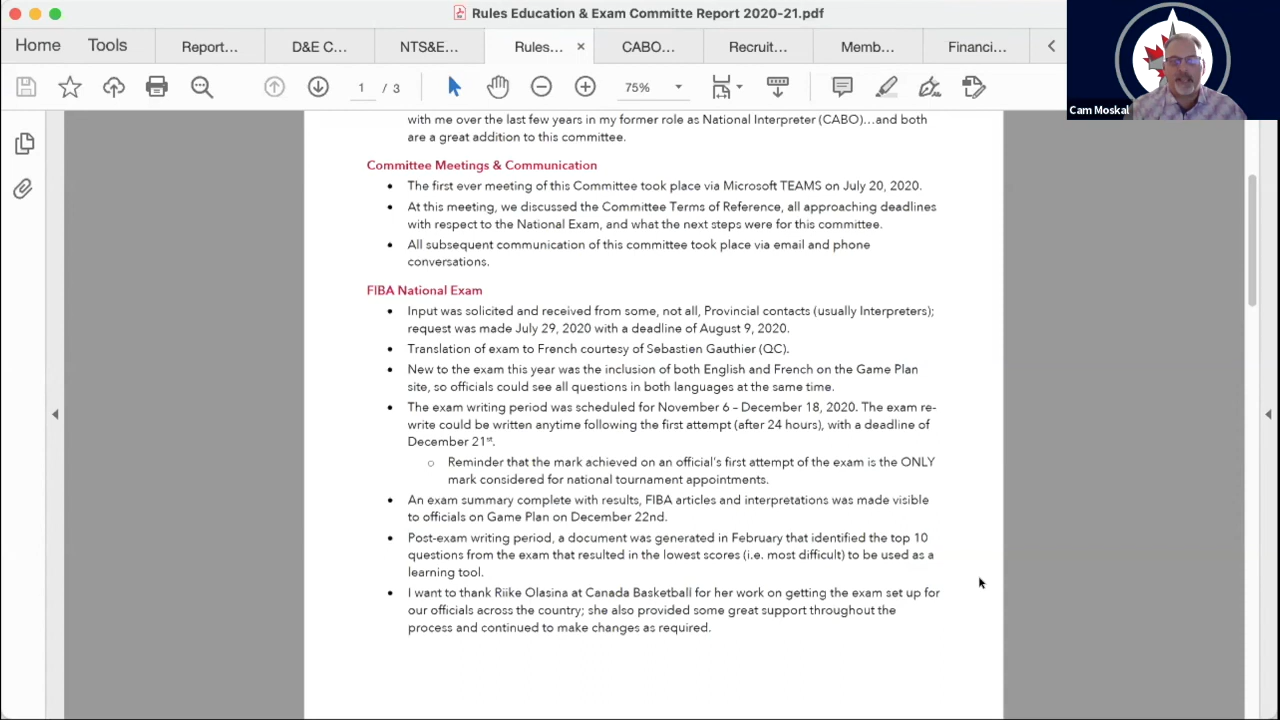 Rules Education & Exam Committe Report 2020-21.pdf
Home Tools Report... D&E C... NTS&E... Rules... × CABO... Recruit... Memb... Financi...
1 / 3 75%
Cam Moskal
with me over the last few years in my former role as National Interpreter (CABO)...and both
are a great addition to this committee.
Committee Meetings & Communication
• The first ever meeting of this Committee took place via Microsoft TEAMS on July 20, 2020.
• At this meeting, we discussed the Committee Terms of Reference, all approaching deadlines
with respect to the National Exam, and what the next steps were for this committee.
• All subsequent communication of this committee took place via email and phone
conversations.
FIBA National Exam
• Input was solicited and received from some, not all, Provincial contacts (usually Interpreters);
request was made July 29, 2020 with a deadline of August 9, 2020.
• Translation of exam to French courtesy of Sebastien Gauthier (QC).
• New to the exam this year was the inclusion of both English and French on the Game Plan
site, so officials could see all questions in both languages at the same time.
• The exam writing period was scheduled for November 6 – December 18, 2020. The exam re-
write could be written anytime following the first attempt (after 24 hours), with a deadline of
December 21st.
○ Reminder that the mark achieved on an official's first attempt of the exam is the ONLY
mark considered for national tournament appointments.
• An exam summary complete with results, FIBA articles and interpretations was made visible
to officials on Game Plan on December 22nd.
• Post-exam writing period, a document was generated in February that identified the top 10
questions from the exam that resulted in the lowest scores (i.e. most difficult) to be used as a
learning tool.
• I want to thank Riike Olasina at Canada Basketball for her work on getting the exam set up for
our officials across the country; she also provided some great support throughout the
process and continued to make changes as required.